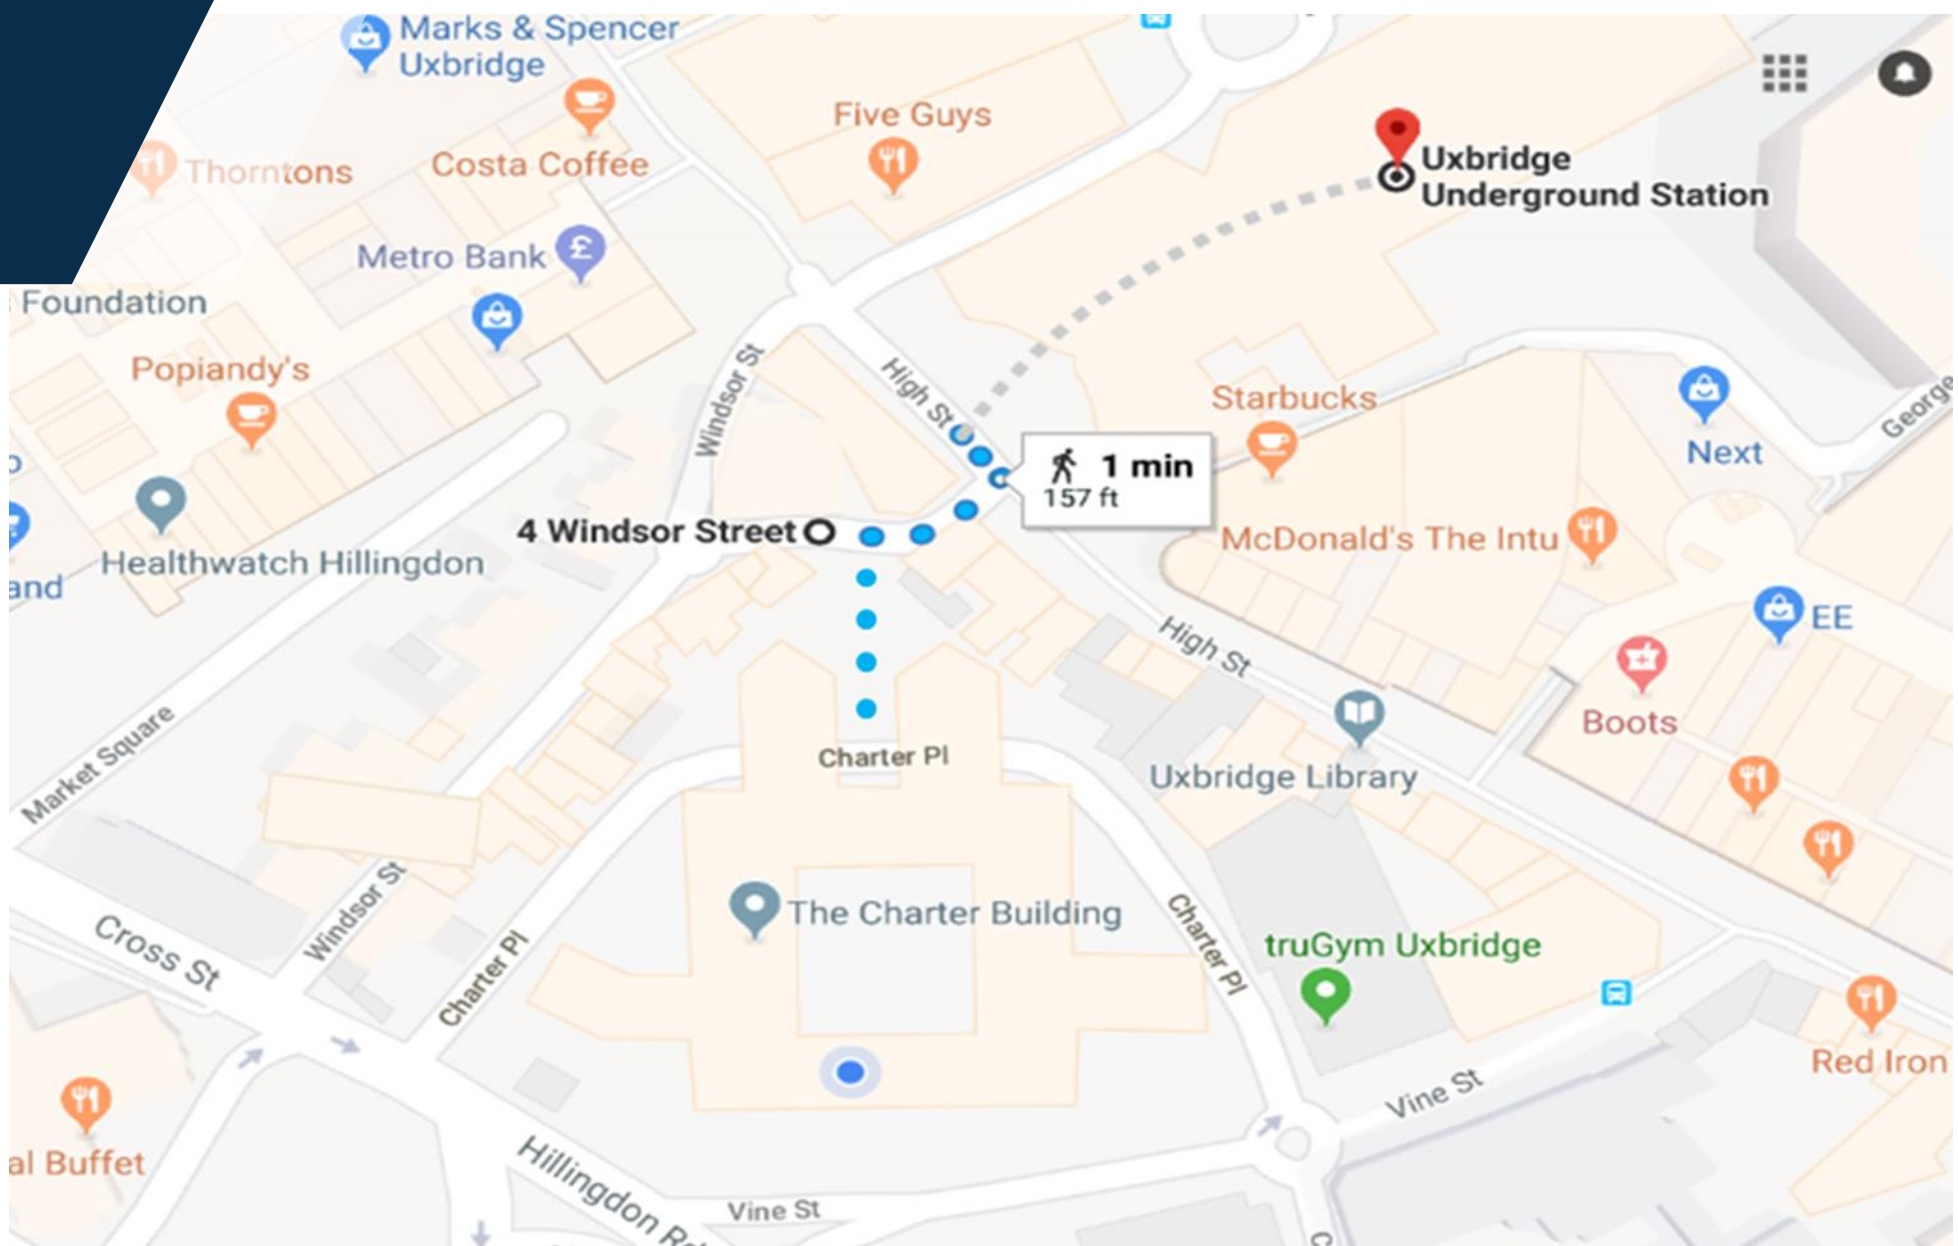 Marks & Spencer
Uxbridge
Five Guys
Costa Coffee
Thorntons
Uxbridge
Underground Station
Metro Bank
£
Foundation
Popiandy's
Windsor St
High St
Starbucks
George
Next
1 min
157 ft
4 Windsor Street
McDonald's The Intu
Healthwatch Hillingdon
and
EE
High St
Boots
Market Square
Charter Pl
Uxbridge Library
Windsor St
The Charter Building
Cross St
Charter Pl
Charter Pl
truGym Uxbridge
Red Iron
Vine St
al Buffet
Hillingdon Rd
Vine St